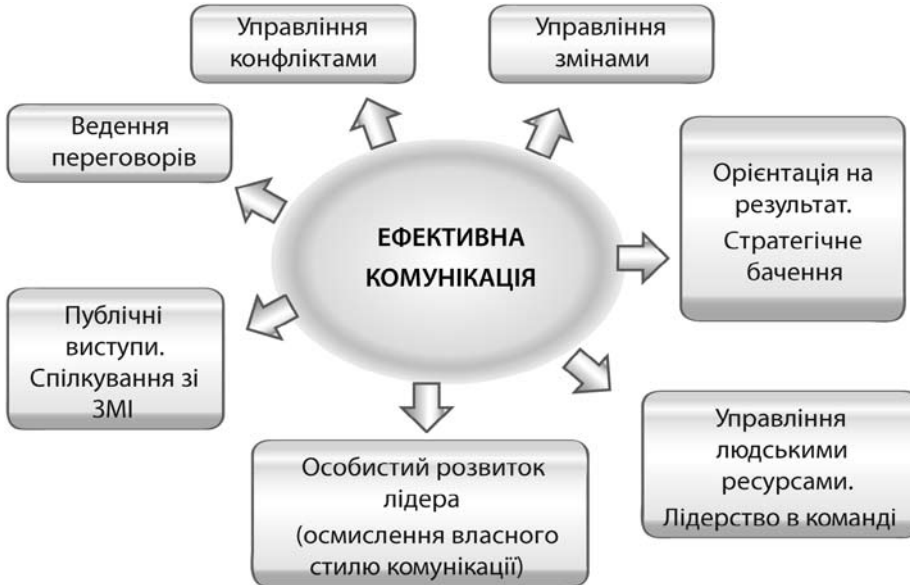 Управління
конфліктами
Управління
змінами
Ведення
переговорів
Орієнтація на
результат.
Стратегічне
бачення
ЕФЕКТИВНА
КОМУНІКАЦІЯ
Публічні
виступи.
Спілкування зі
ЗМІ
Управління
людськими
ресурсами.
Лідерство в команді
Особистий розвиток
лідера
(осмислення власного
стилю комунікації)